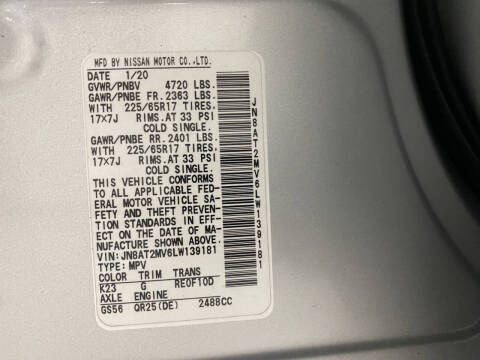 MFD BY NISSAN MOTOR CO.,LTD.
DATE 1/20
GVWR/PNBV 4720 LBS.
GAWR/PNBE FR.2363 LBS.
WITH 225/65R17 TIRES.
17×7J RIMS.AT 33 PSI
COLD SINGLE.
GAWR/PNBE RR.2401 LBS.
WITH 225/65R17 TIRES.
17×7J RIMS.AT 33 PSI
COLD SINGLE.
THIS VEHICLE CONFORMS
TO ALL APPLICABLE FED-
ERAL MOTOR VEHICLE SA-
FETY AND THEFT PREVEN-
TION STANDARDS IN EFF-
ECT ON THE DATE OF MA-
NUFACTURE SHOWN ABOVE.
VIN:JN8AT2MV6LW139181
TYPE:MPV
COLOR TRIM TRANS
K23 G RE0F10D
AXLE ENGINE
GS56 QR25(DE) 2488CC
JN8AT2MV6LW139181